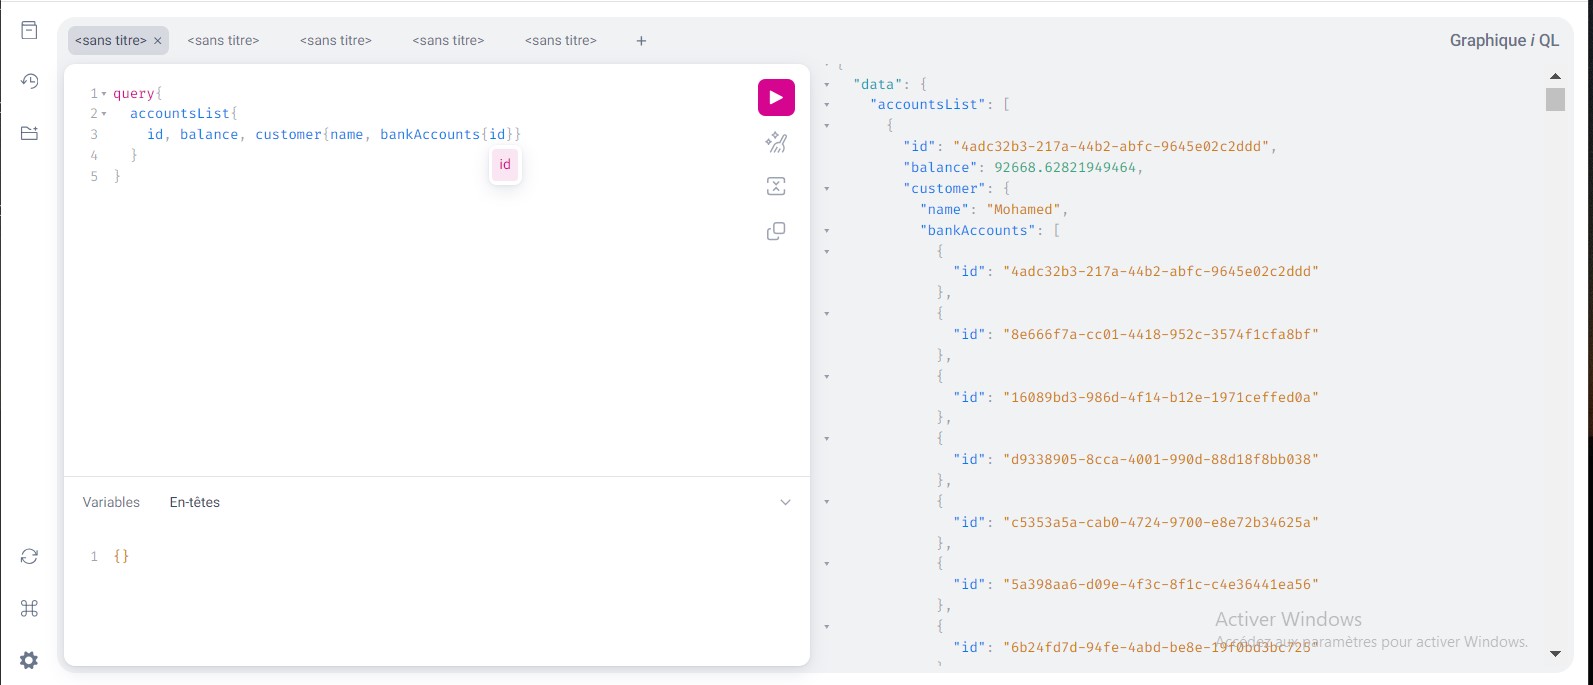 <sans titre> × <sans titre> <sans titre> <sans titre> <sans titre> +
Graphique i QL
1 query{
2 accountsList{
3 id, balance, customer{name, bankAccounts{id}}
4 }
5 }
id
Variables En-têtes
1 {}
{
"data": {
"accountsList": [
{
"id": "4adc32b3-217a-44b2-abfc-9645e02c2ddd",
"balance": 92668.62821949464,
"customer": {
"name": "Mohamed",
"bankAccounts": [
{
"id": "4adc32b3-217a-44b2-abfc-9645e02c2ddd"
},
{
"id": "8e666f7a-cc01-4418-952c-3574f1cfa8bf"
},
{
"id": "16089bd3-986d-4f14-b12e-1971ceffed0a"
},
{
"id": "d9338905-8cca-4001-990d-88d18f8bb038"
},
{
"id": "c5353a5a-cab0-4724-9700-e8e72b34625a"
},
{
"id": "5a398aa6-d09e-4f3c-8f1c-c4e36441ea56"
},
{
"id": "6b24fd7d-94fe-4abd-be8e-19f0bd3bc725"
Activer Windows
Accédez aux paramètres pour activer Windows.